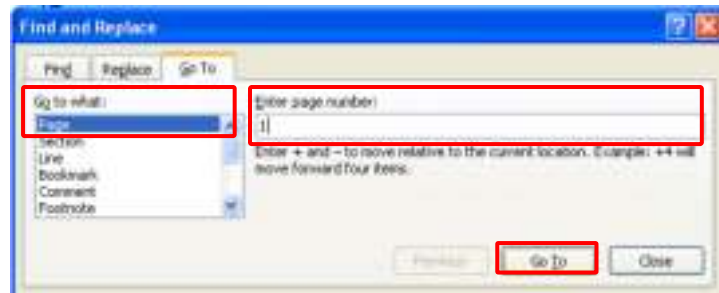 Find and Replace
Find Replace Go To
Go to what:
Enter page number:
Page
1
Section
Line
Bookmark
Comment
Footnote
Enter + and – to move relative to the current location. Example: +4 will
move forward four items.
Previous Go To Close